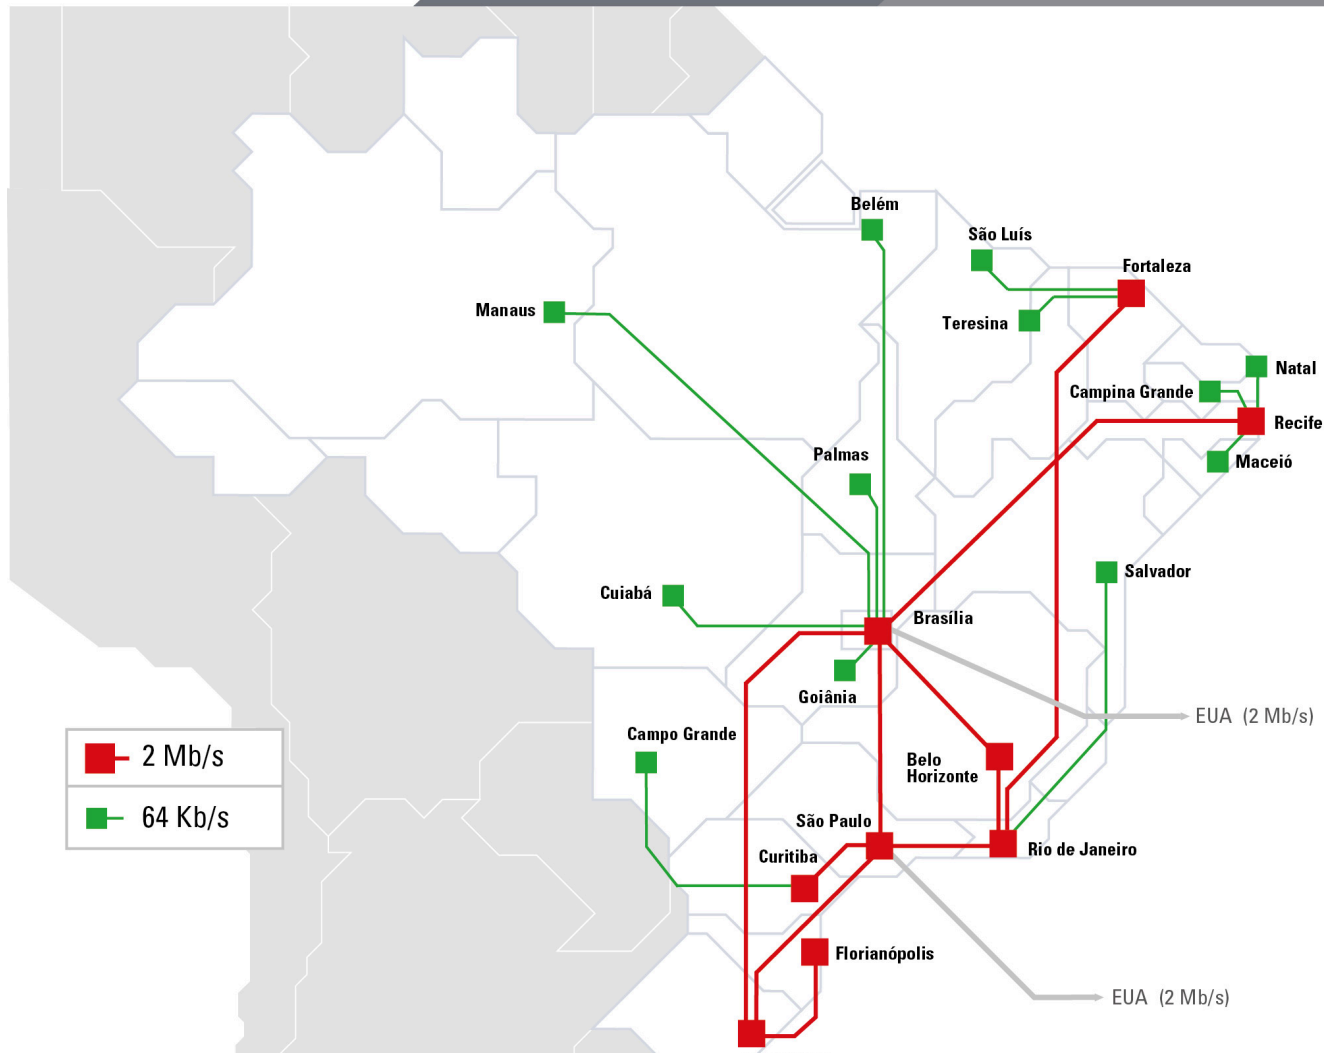 Belém
São Luís
Fortaleza
Manaus
Teresina
Natal
Campina Grande
Recife
Palmas
Maceió
Salvador
Cuiabá
Brasília
Goiânia
EUA (2 Mb/s)
Campo Grande
2 Mb/s
Belo
Horizonte
64 Kb/s
São Paulo
Rio de Janeiro
Curitiba
Florianópolis
EUA (2 Mb/s)